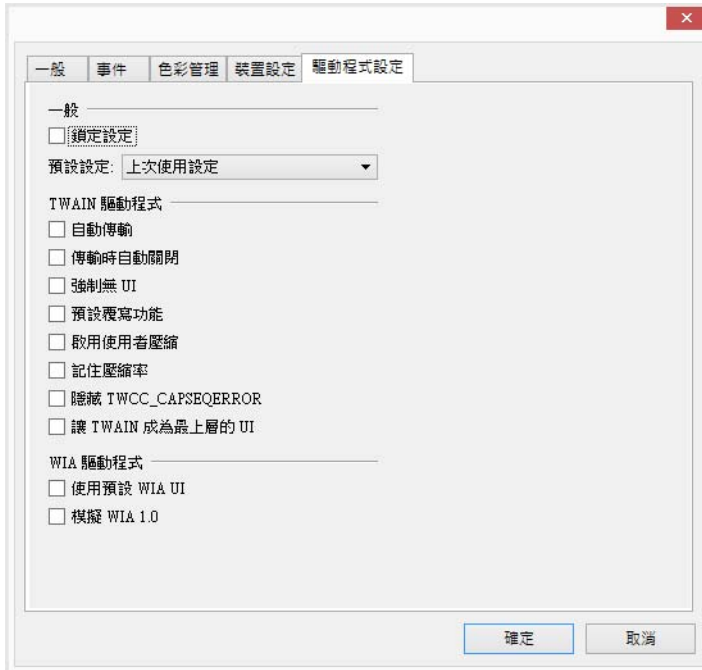 一般
事件
色彩管理
裝置設定
驅動程式設定
一般
鎖定設定
預設設定: 上次使用設定
TWAIN 驅動程式
自動傳輸
傳輸時自動關閉
強制無 UI
預設覆寫功能
啟用使用者壓縮
記住壓縮率
隱藏 TWCC_CAPSEQERROR
讓 TWAIN 成為最上層的 UI
WIA 驅動程式
使用預設 WIA UI
模擬 WIA 1.0
確定
取消